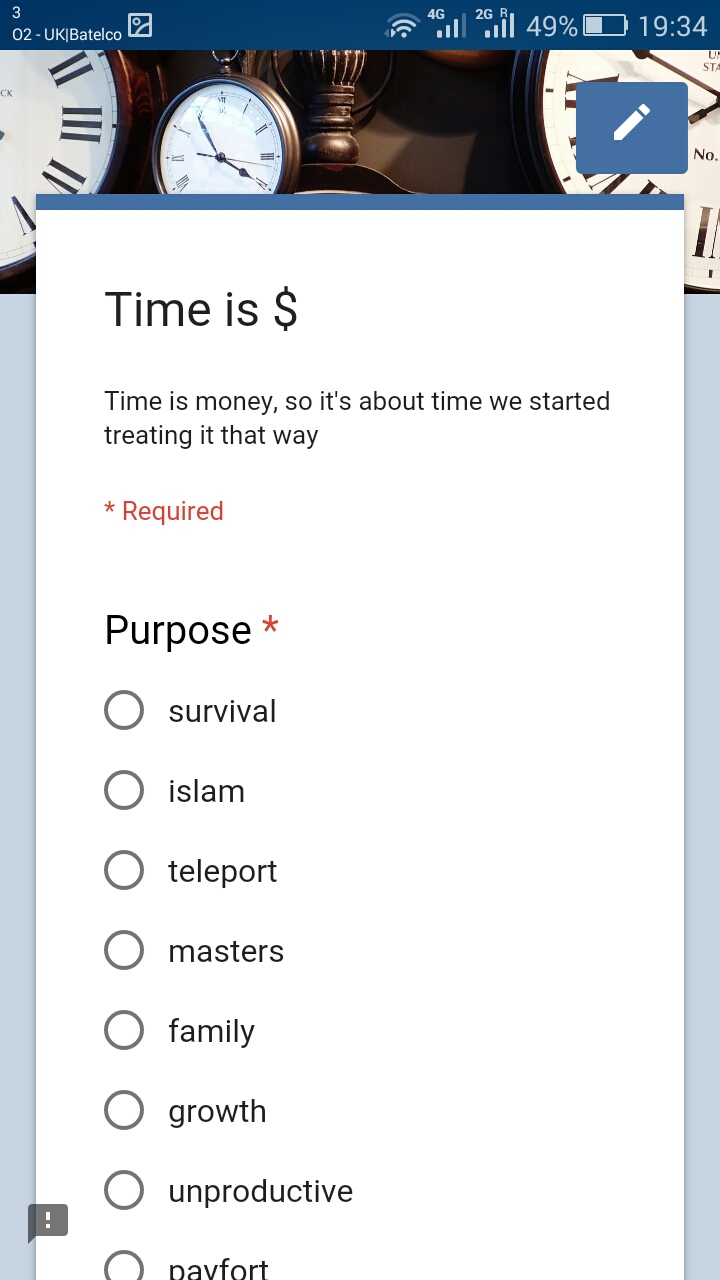 3
O2 - UK|Batelco
4G
2G R
49%
19:34
CK
No.
Time is $
Time is money, so it's about time we started
treating it that way
* Required
Purpose *
survival
islam
teleport
masters
family
growth
unproductive
payfort